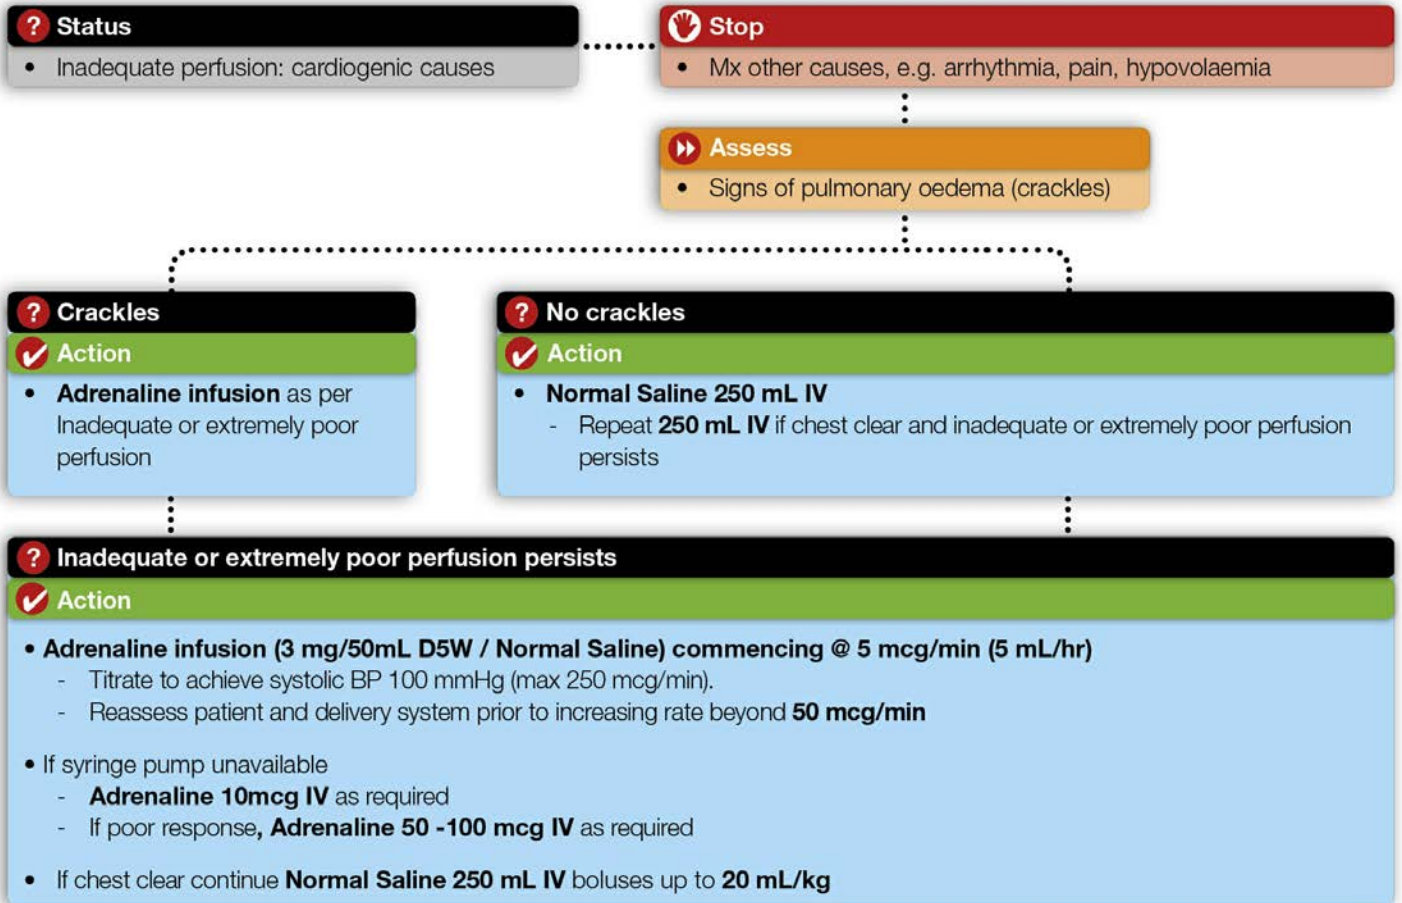 Status
• Inadequate perfusion: cardiogenic causes
Stop
• Mx other causes, e.g. arrhythmia, pain, hypovolaemia
Assess
• Signs of pulmonary oedema (crackles)
? Crackles
Action
• Adrenaline infusion as per
Inadequate or extremely poor
perfusion
? No crackles
Action
• Normal Saline 250 mL IV
- Repeat 250 mL IV if chest clear and inadequate or extremely poor perfusion
persists
? Inadequate or extremely poor perfusion persists
Action
• Adrenaline infusion (3 mg/50mL D5W / Normal Saline) commencing @ 5 mcg/min (5 mL/hr)
- Titrate to achieve systolic BP 100 mmHg (max 250 mcg/min).
- Reassess patient and delivery system prior to increasing rate beyond 50 mcg/min
• If syringe pump unavailable
- Adrenaline 10mcg IV as required
- If poor response, Adrenaline 50 -100 mcg IV as required
• If chest clear continue Normal Saline 250 mL IV boluses up to 20 mL/kg